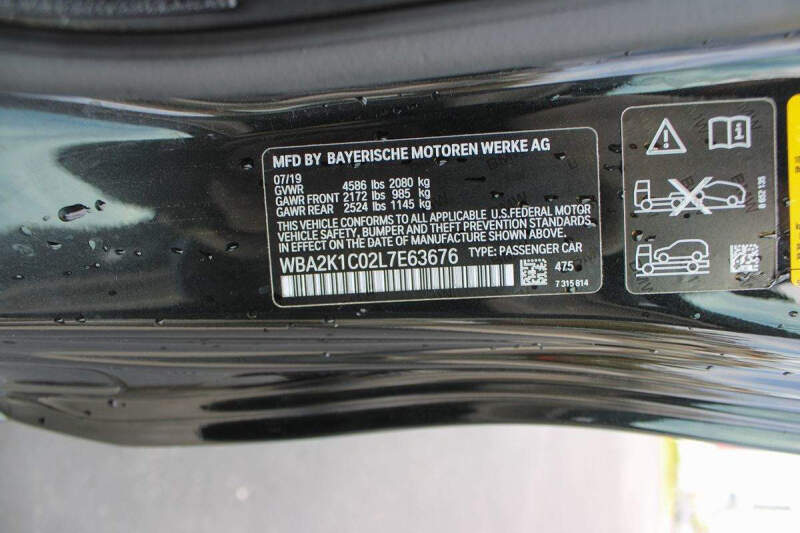 MFD BY BAYERISCHE MOTOREN WERKE AG
07/19
GVWR 4586 lbs 2080 kg
GAWR FRONT 2172 lbs 985 kg
GAWR REAR 2524 lbs 1145 kg
THIS VEHICLE CONFORMS TO ALL APPLICABLE U.S.FEDERAL MOTOR
VEHICLE SAFETY, BUMPER AND THEFT PREVENTION STANDARDS
IN EFFECT ON THE DATE OF MANUFACTURE SHOWN ABOVE.
WBA2K1C02L7E63676 TYPE: PASSENGER CAR
475
7 315 814